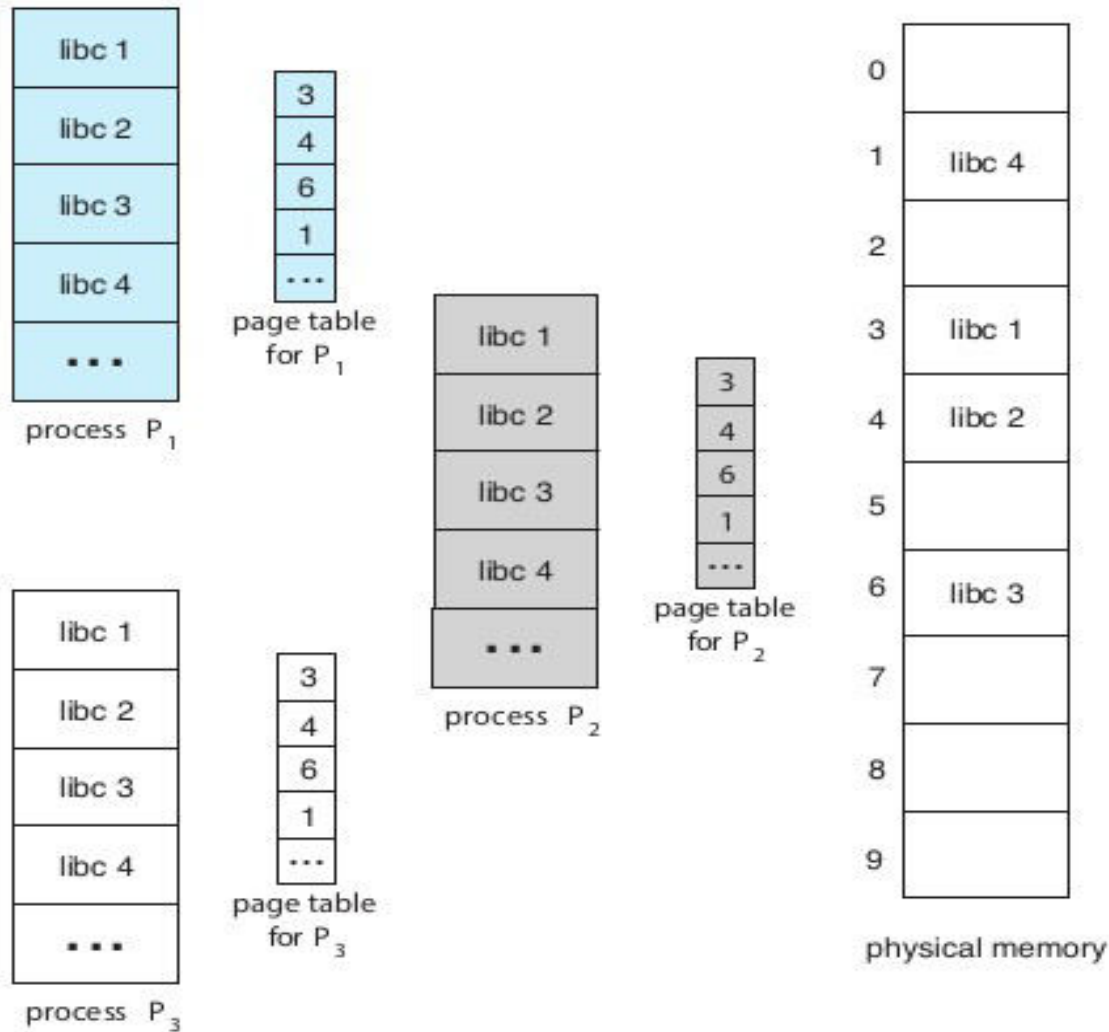 libc 1
libc 2
libc 3
libc 4
...
process P1
3
4
6
1
...
page table
for P1
libc 1
libc 2
libc 3
libc 4
...
process P2
3
4
6
1
...
page table
for P2
libc 1
libc 2
libc 3
libc 4
...
process P3
3
4
6
1
...
page table
for P3
0
1 libc 4
2
3 libc 1
4 libc 2
5
6 libc 3
7
8
9
physical memory